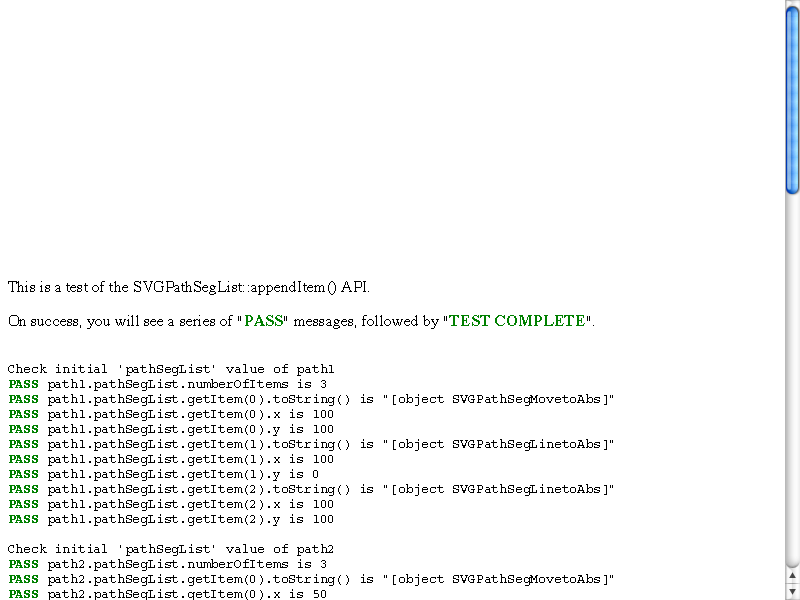 This is a test of the SVGPathSegList::appendItem() API.
On success, you will see a series of "PASS" messages, followed by "TEST COMPLETE".
Check initial 'pathSegList' value of path1
PASS path1.pathSegList.numberOfItems is 3
PASS path1.pathSegList.getItem(0).toString() is "[object SVGPathSegMovetoAbs]"
PASS path1.pathSegList.getItem(0).x is 100
PASS path1.pathSegList.getItem(0).y is 100
PASS path1.pathSegList.getItem(1).toString() is "[object SVGPathSegLinetoAbs]"
PASS path1.pathSegList.getItem(1).x is 100
PASS path1.pathSegList.getItem(1).y is 0
PASS path1.pathSegList.getItem(2).toString() is "[object SVGPathSegLinetoAbs]"
PASS path1.pathSegList.getItem(2).x is 100
PASS path1.pathSegList.getItem(2).y is 100
Check initial 'pathSegList' value of path2
PASS path2.pathSegList.numberOfItems is 3
PASS path2.pathSegList.getItem(0).toString() is "[object SVGPathSegMovetoAbs]"
PASS path2.pathSegList.getItem(0).x is 50